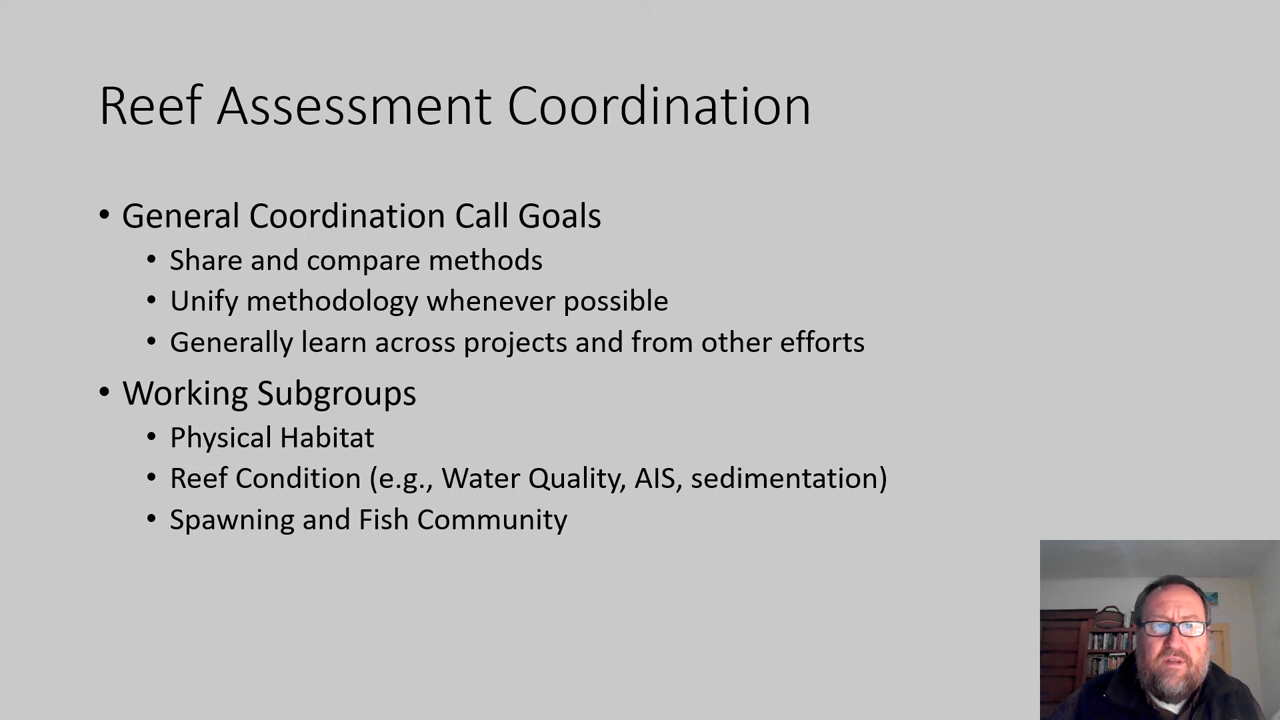 Reef Assessment Coordination
• General Coordination Call Goals
• Share and compare methods
• Unify methodology whenever possible
• Generally learn across projects and from other efforts
• Working Subgroups
• Physical Habitat
• Reef Condition (e.g., Water Quality, AIS, sedimentation)
• Spawning and Fish Community